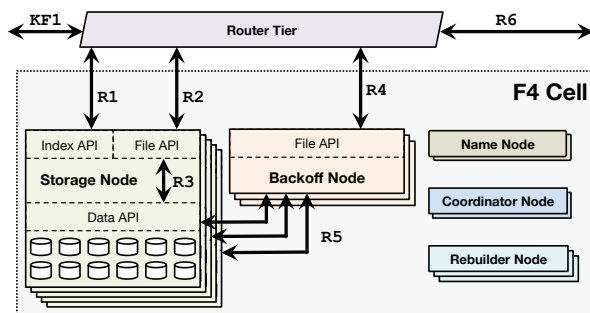 KF1
Router Tier
R6
R1
R2
R4
F4 Cell
Index API
File API
File API
Name Node
Storage Node
R3
Backoff Node
Data API
Coordinator Node
R5
Rebuilder Node